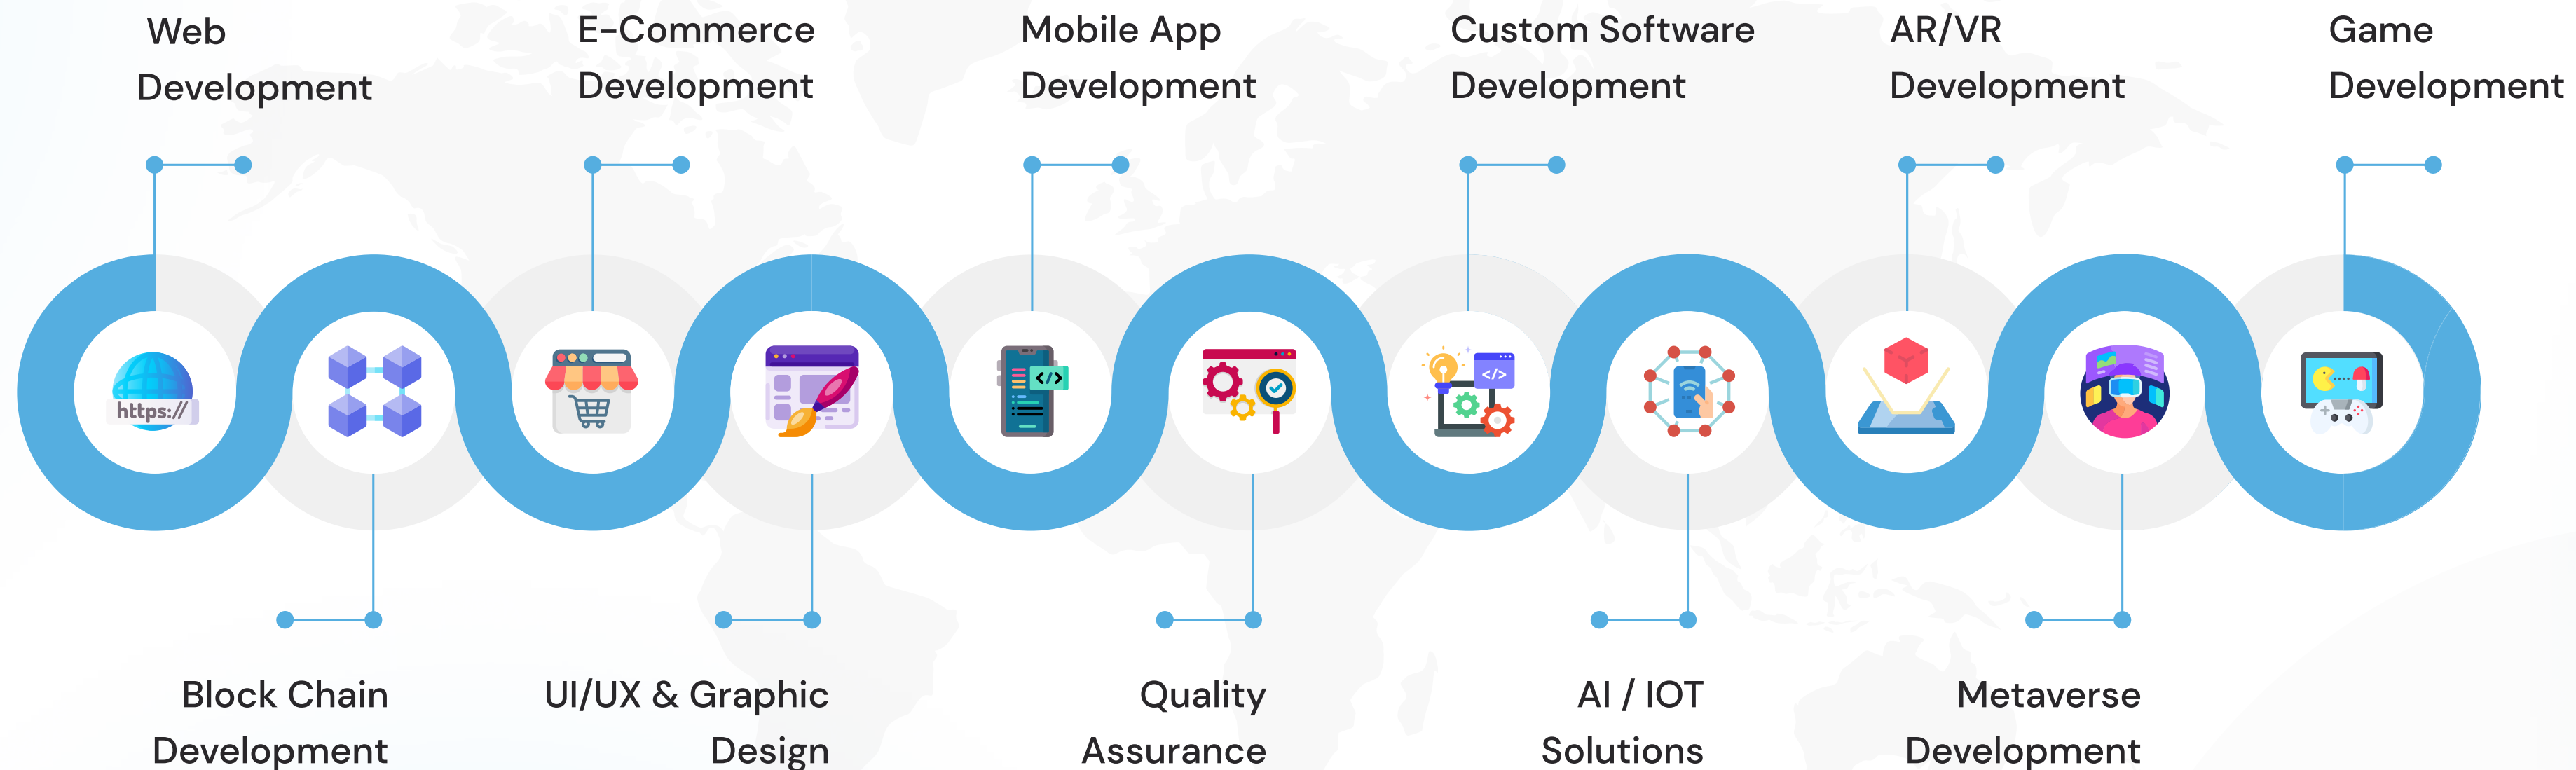 Web
Development
E-Commerce
Development
Mobile App
Development
Custom Software
Development
AR/VR
Development
Game
Development
https://
</>
</>
Block Chain
Development
UI/UX & Graphic
Design
Quality
Assurance
AI / IOT
Solutions
Metaverse
Development